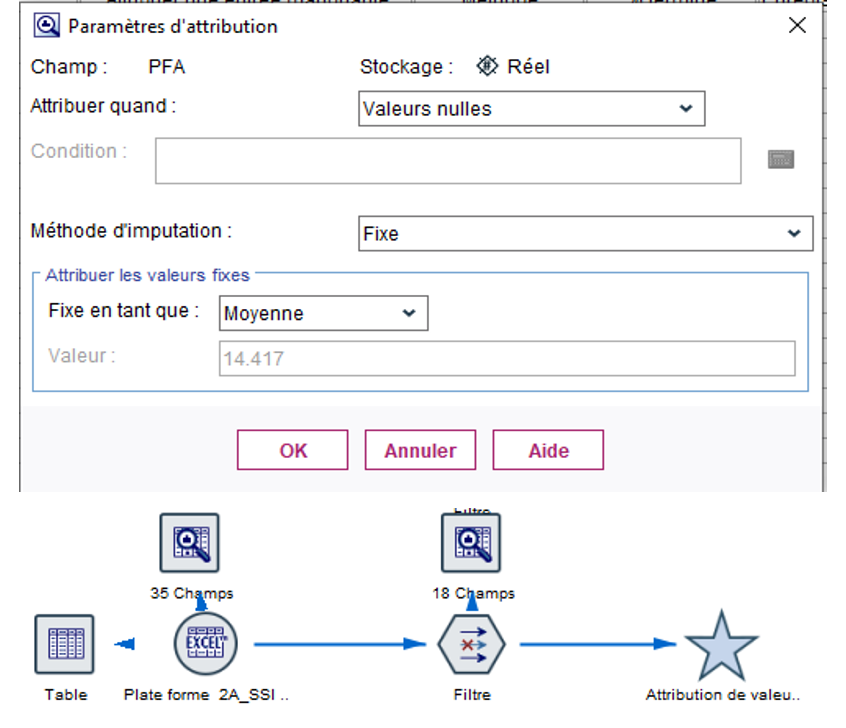 Paramètres d'attribution
Champ : PFA Stockage : Réel
Attribuer quand : Valeurs nulles
Condition :
Méthode d'imputation : Fixe
Attribuer les valeurs fixes
Fixe en tant que : Moyenne
Valeur : 14.417
OK Annuler Aide
Filtre
35 Champs 18 Champs
EXCEL
Table Plate forme 2A_SSI .. Filtre Attribution de valeu..